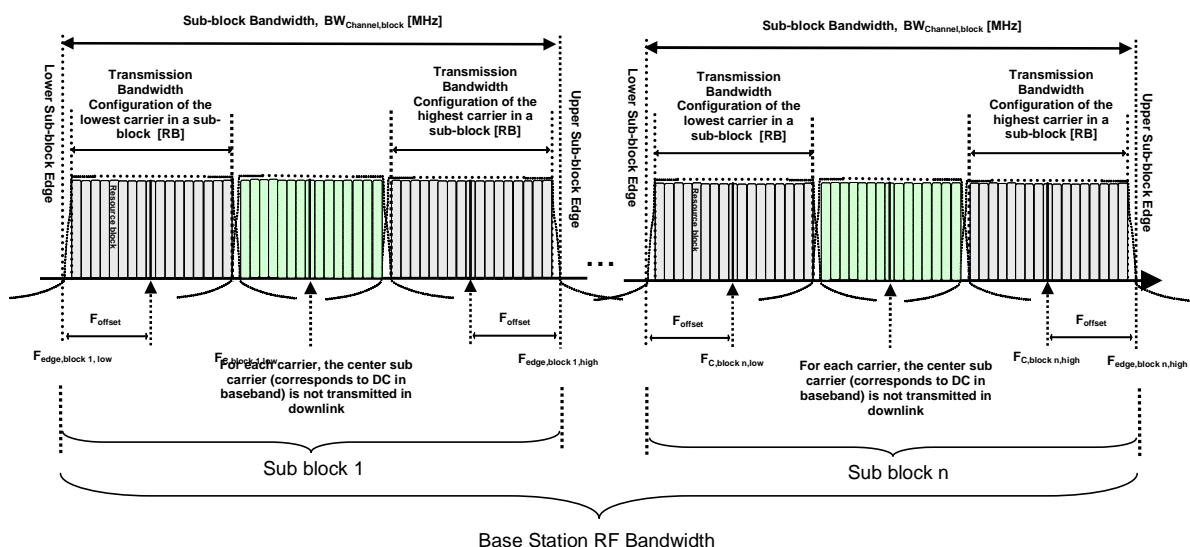 Sub-block Bandwidth, BWChannel,block [MHz]
Lower Sub-block Edge
Transmission
Bandwidth
Configuration of the
lowest carrier in a sub-
block [RB]
Transmission
Bandwidth
Configuration of the
highest carrier in
a sub-block [RB]
Upper Sub-block Edge
Resource block
Foffset
Foffset
Fedge,block 1, low
Fedge,block 1,high
For each carrier, the center sub
carrier (corresponds to DC in
baseband) is not transmitted in
downlink
Sub block 1
...
Sub-block Bandwidth, BWChannel,block [MHz]
Lower Sub-block Edge
Transmission
Bandwidth
Configuration of the
lowest carrier in
a sub-block [RB]
Transmission
Bandwidth
Configuration of the
highest carrier in
a sub-block [RB]
Upper Sub-block Edge
Resource block
Foffset
Foffset
FC,block n,low
FC,block n,high
Fedge,block n,high
For each carrier, the center sub
carrier (corresponds to DC in
baseband) is not transmitted in
downlink
Sub block n
Base Station RF Bandwidth